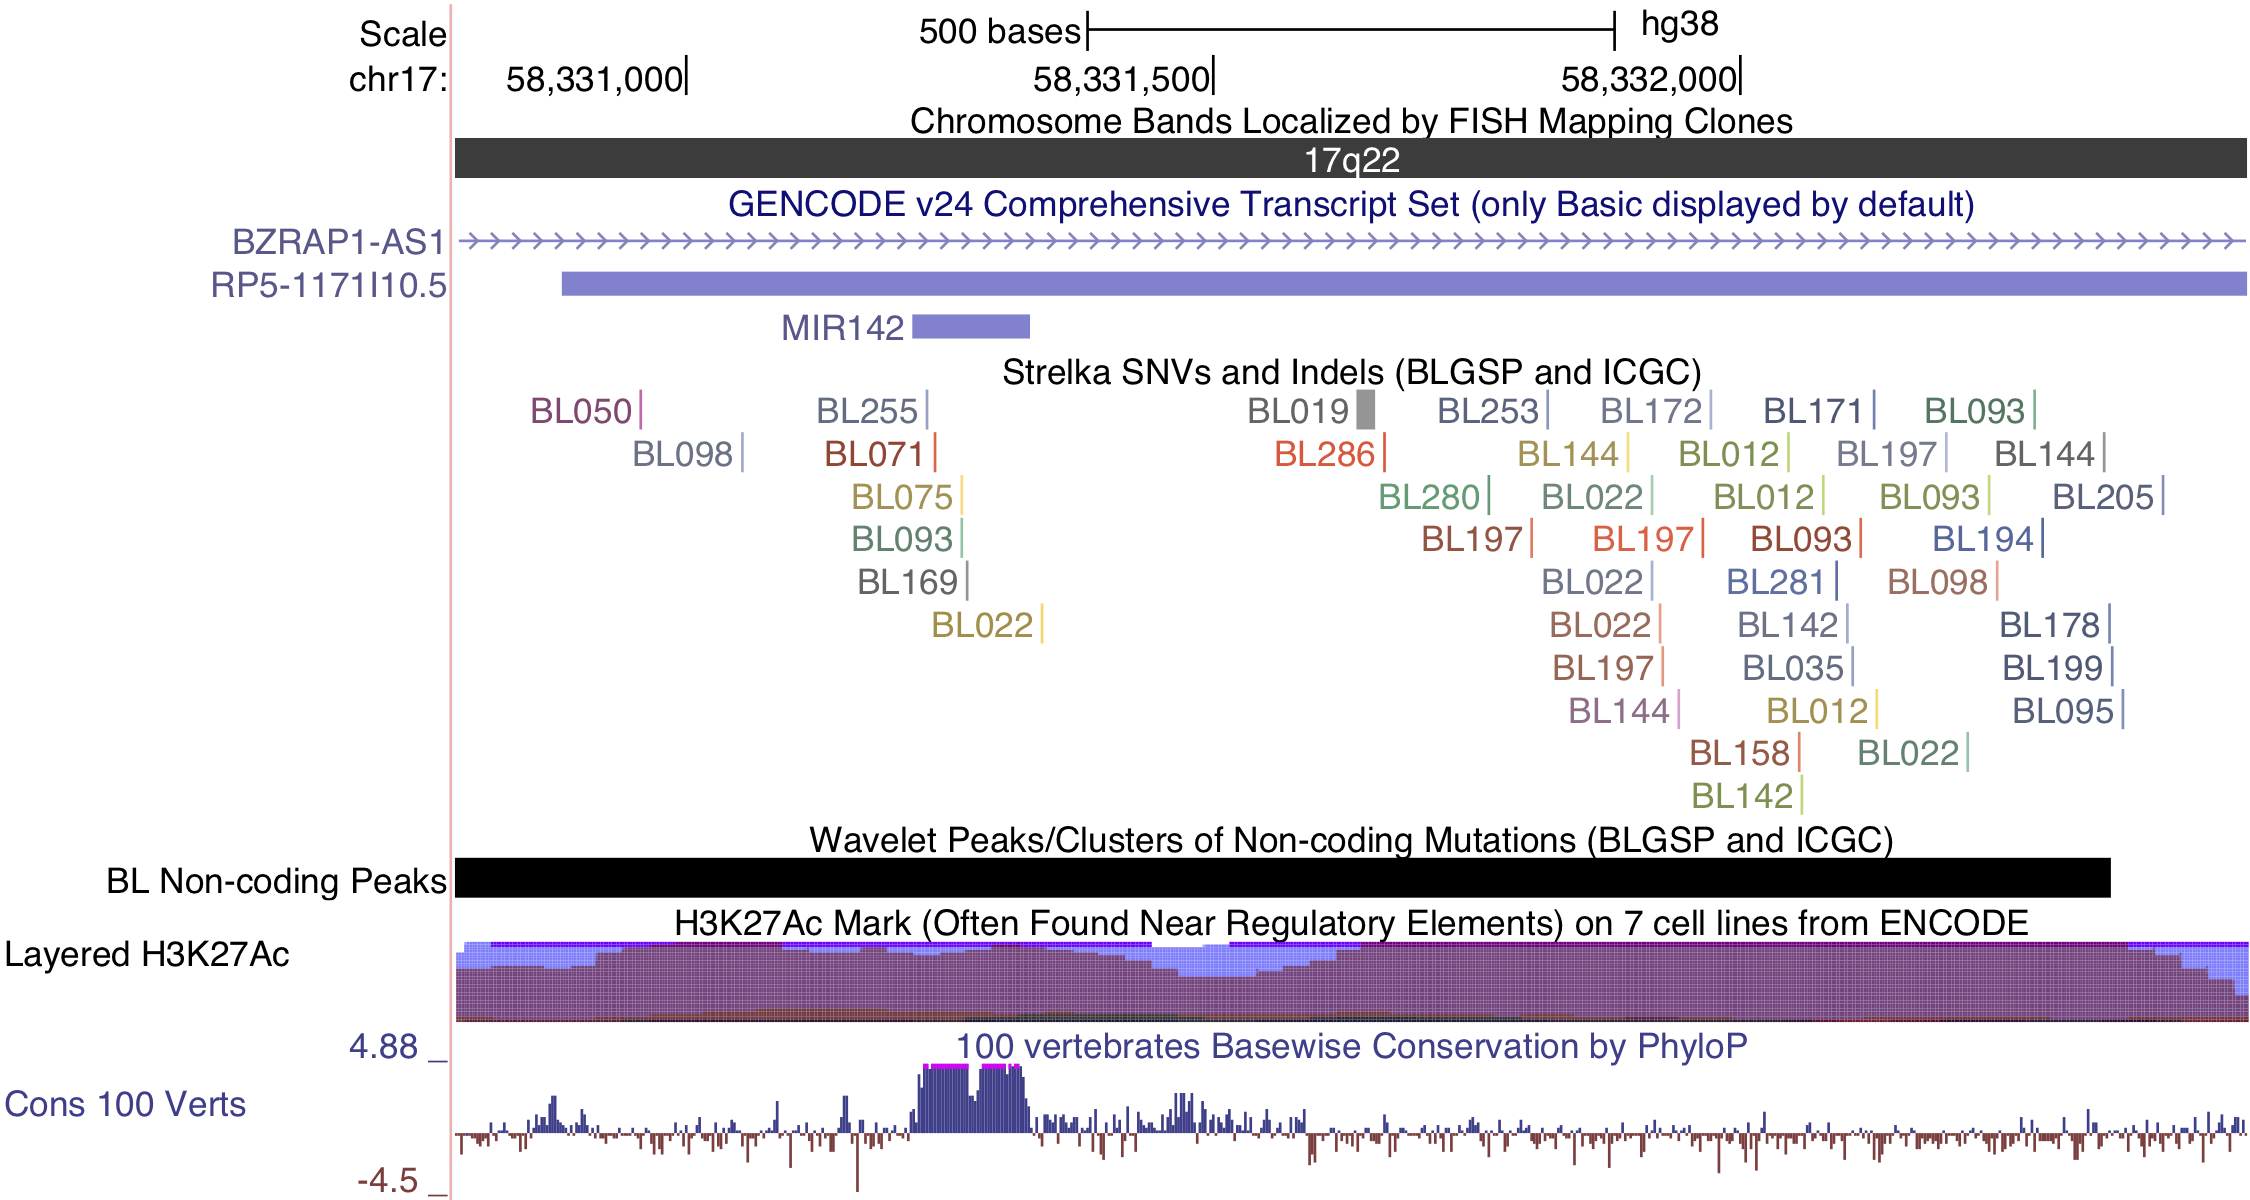 Scale 500 bases hg38
chr17: 58,331,000 58,331,500 58,332,000
Chromosome Bands Localized by FISH Mapping Clones
17q22
GENCODE v24 Comprehensive Transcript Set (only Basic displayed by default)
BZRAP1-AS1
RP5-1171I10.5
MIR142
Strelka SNVs and Indels (BLGSP and ICGC)
BL050 BL255 BL019 BL253 BL172 BL171 BL093
BL098 BL071 BL286 BL144 BL012 BL197 BL144
BL075 BL280 BL022 BL012 BL093 BL205
BL093 BL197 BL197 BL093 BL194
BL169 BL022 BL281 BL098
BL022 BL022 BL142 BL178
BL197 BL035 BL199
BL144 BL012 BL095
BL158 BL022
BL142
Wavelet Peaks/Clusters of Non-coding Mutations (BLGSP and ICGC)
BL Non-coding Peaks
H3K27Ac Mark (Often Found Near Regulatory Elements) on 7 cell lines from ENCODE
Layered H3K27Ac
4.88 _ 100 vertebrates Basewise Conservation by PhyloP
Cons 100 Verts
-4.5 _